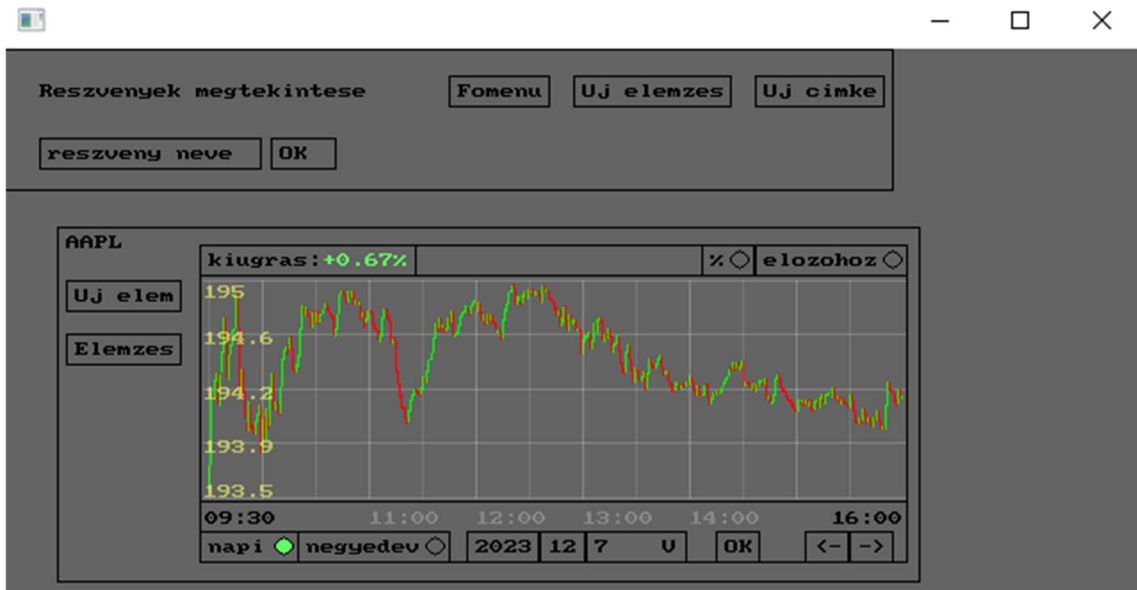 Reszvenyek megtekintese Fomenu Uj elemzes Uj cimke
reszveny neve OK
AAPL
kiugras:+0.67% % elozohoz
Uj elem
Elemzes
195
194.6
194.2
193.9
193.5
09:30 11:00 12:00 13:00 14:00 16:00
napi negyedev 2023 12 7 V OK <- ->